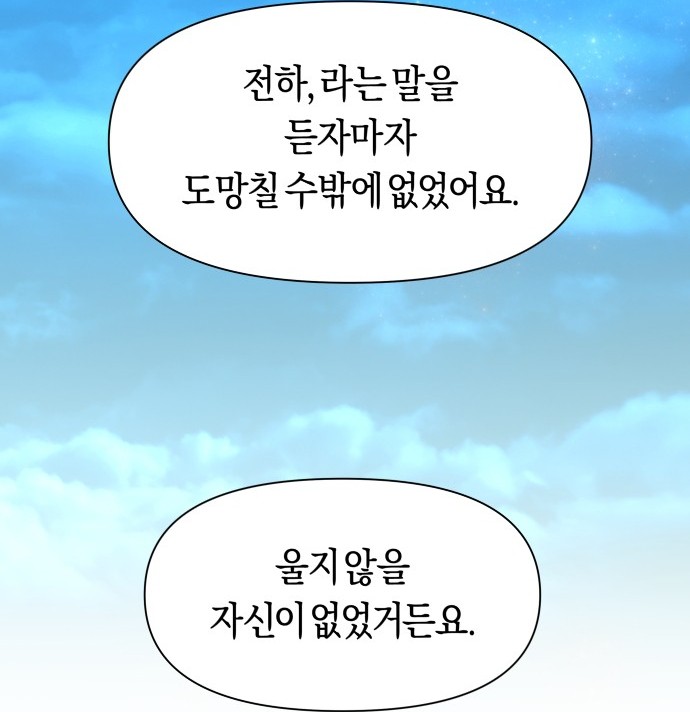 전하, 라는 말을
듣자마자
도망칠 수밖에 없었어요.
울지 않을
자신이 없었거든요.